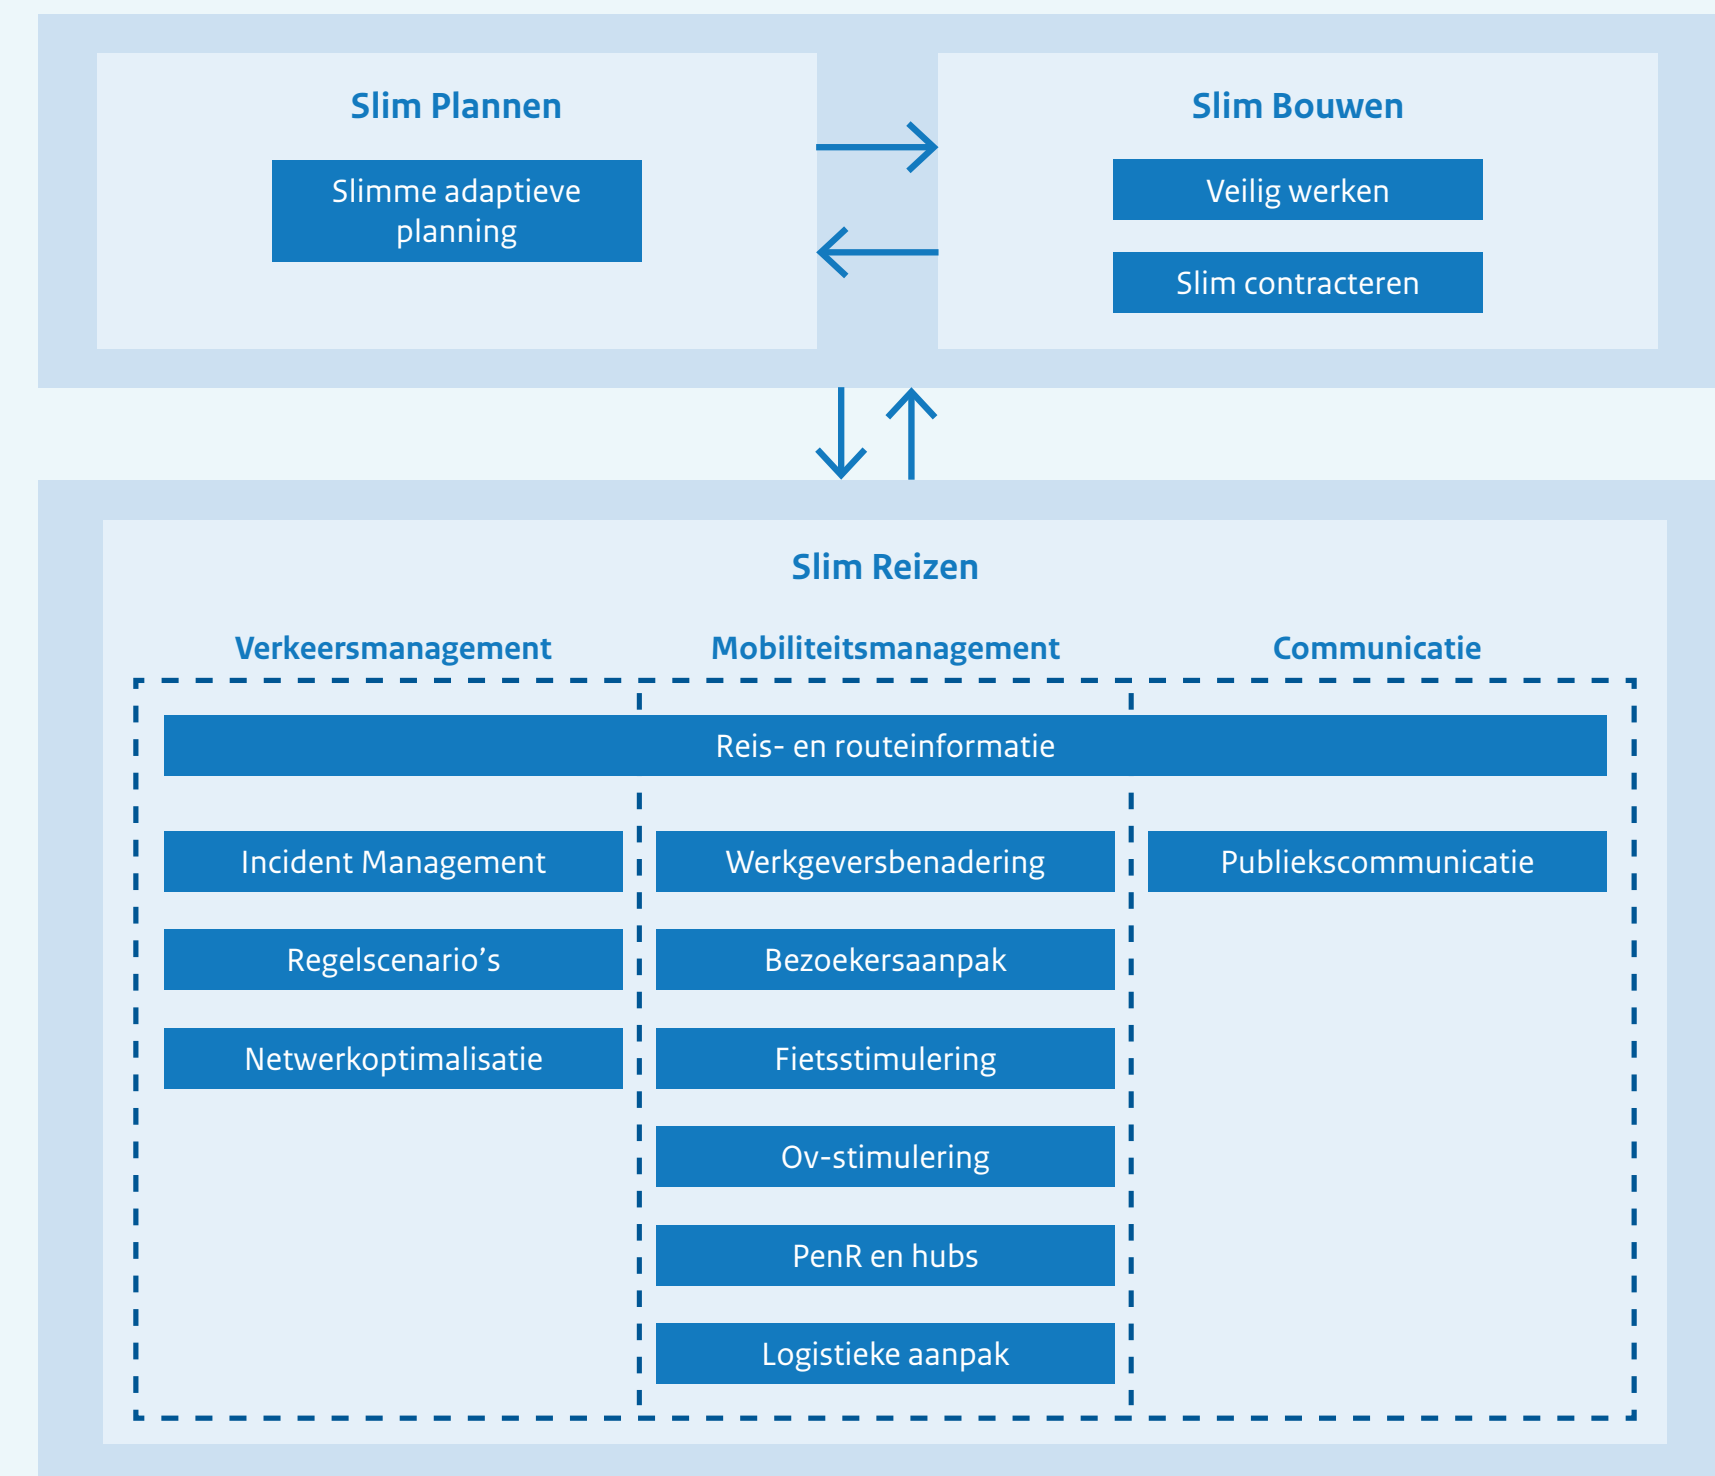 Slim Plannen
Slimme adaptieve
planning
Slim Bouwen
Veilig werken
Slim contracteren
Slim Reizen
Verkeersmanagement
Mobiliteitsmanagement
Communicatie
Reis- en routeinformatie
Incident Management
Regelscenario’s
Netwerkoptimalisatie
Werkgeversbenadering
Bezoekersaanpak
Fietsstimulering
Ov-stimulering
PenR en hubs
Logistieke aanpak
Publiekscommunicatie